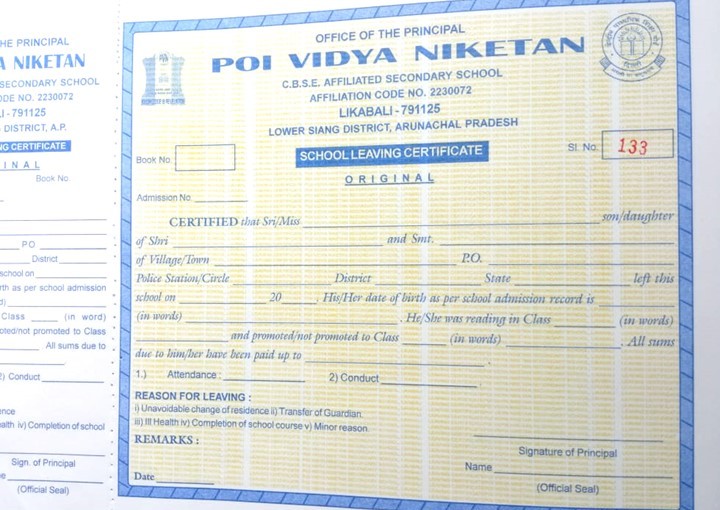 HE PRINCIPAL
A NIKETAN
SECONDARY SCHOOL
ODE NO. 2230072
I - 791125
DISTRICT, A.P.
NG CERTIFICATE
I N A L
Book No.
P.O
District
school on
rth as per school admission
Class (in word)
oted/not promoted to Class
All sums due to
2) Conduct
ence
alth iv) Completion of school
Sign. of Principal
(Official Seal)
OFFICE OF THE PRINCIPAL
POI VIDYA NIKETAN
C.B.S.E. AFFILIATED SECONDARY SCHOOL
AFFILIATION CODE NO. 2230072
LIKABALI - 791125
LOWER SIANG DISTRICT, ARUNACHAL PRADESH
Book No. SCHOOL LEAVING CERTIFICATE Sl. No. 133
ORIGINAL
Admission No.
CERTIFIED that Sri/Miss son/daughter
of Shri and Smt.
of Village/Town P.O.
Police Station/Circle District State left this
school on 20 . His/Her date of birth as per school admission record is
(in words) . He/She was reading in Class (in words)
and promoted/not promoted to Class (in words) . All sums
due to him/her have been paid up to .
1.) Attendance : 2) Conduct .
REASON FOR LEAVING :
i) Unavoidable change of residence ii) Transfer of Guardian
iii) Ill Health iv) Completion of school course v) Minor reason.
REMARKS :
Signature of Principal
Name
Date
(Official Seal)